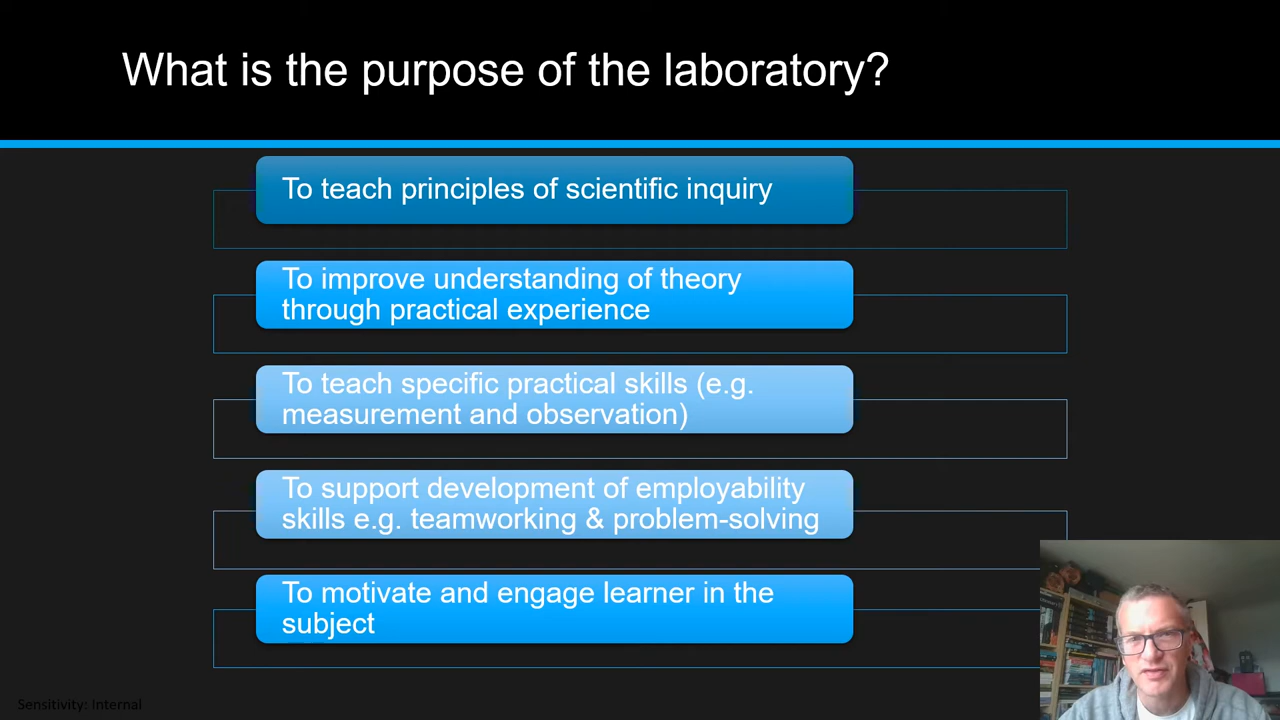 What is the purpose of the laboratory?
To teach principles of scientific inquiry
To improve understanding of theory
through practical experience
To teach specific practical skills (e.g.
measurement and observation)
To support development of employability
skills e.g. teamworking & problem-solving
To motivate and engage learner in the
subject
Sensitivity: Internal